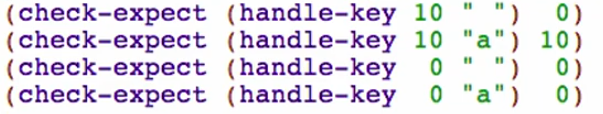 (check-expect (handle-key 10 " ")  0)
(check-expect (handle-key 10 "a") 10)
(check-expect (handle-key  0 " ")  0)
(check-expect (handle-key  0 "a")  0)